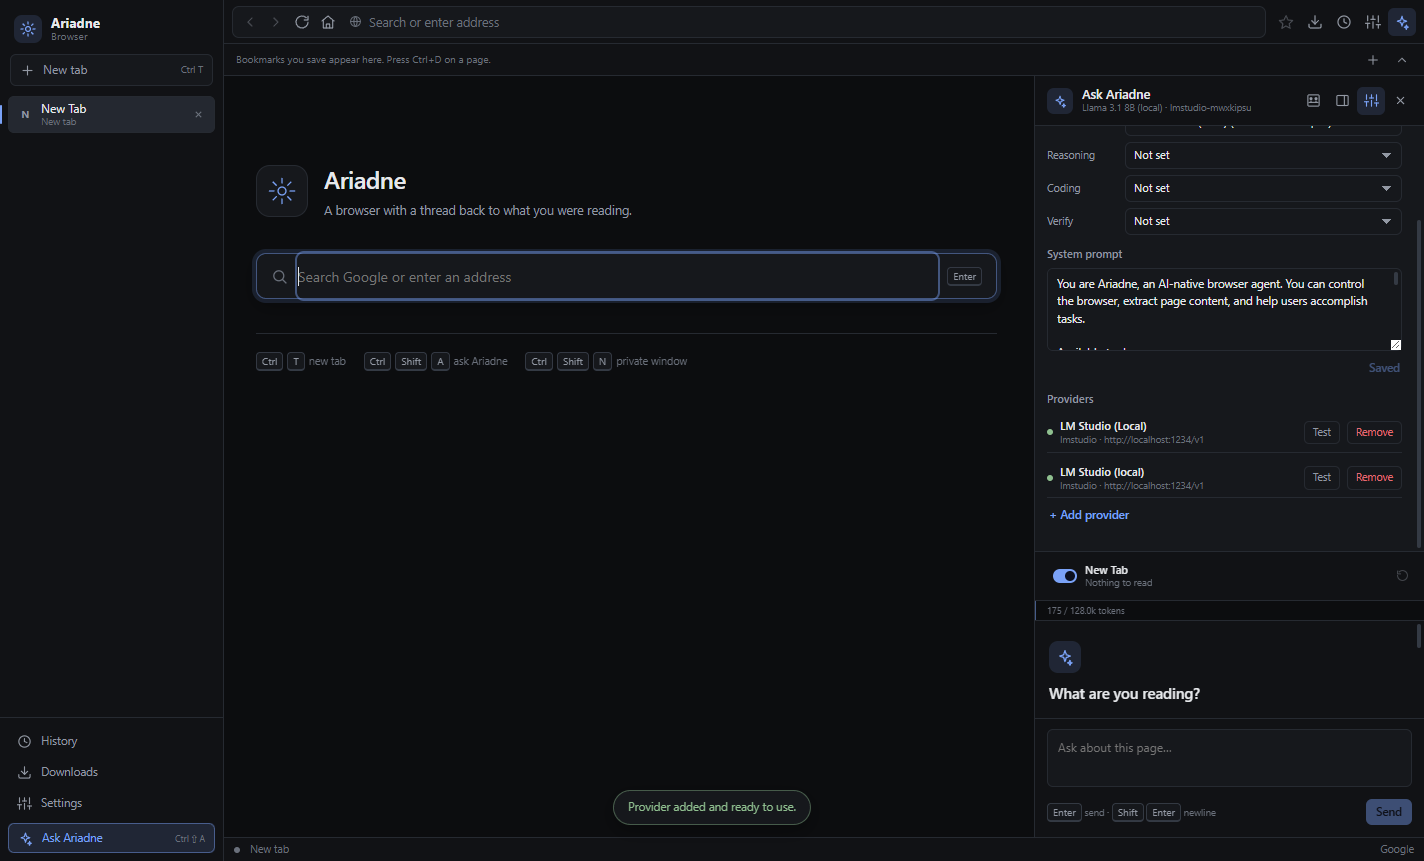 Ariadne
Browser
New tab Ctrl T
N New Tab
New tab
History
Downloads
Settings
Ask Ariadne Ctrl ⇧ A
Search or enter address
Bookmarks you save appear here. Press Ctrl+D on a page.
Ariadne
A browser with a thread back to what you were reading.
Search Google or enter an address Enter
Ctrl T new tab Ctrl Shift A ask Ariadne Ctrl Shift N private window
Provider added and ready to use.
Ask Ariadne
Llama 3.1 8B (local) · lmstudio-mwxkipsu
Reasoning Not set
Coding Not set
Verify Not set
System prompt
You are Ariadne, an AI-native browser agent. You can control
the browser, extract page content, and help users accomplish
tasks.
Saved
Providers
LM Studio (Local) Test Remove
lmstudio · http://localhost:1234/v1
LM Studio (local) Test Remove
lmstudio · http://localhost:1234/v1
+ Add provider
New Tab
Nothing to read
175 / 128.0k tokens
What are you reading?
Ask about this page...
Enter send · Shift Enter newline Send
New tab Google